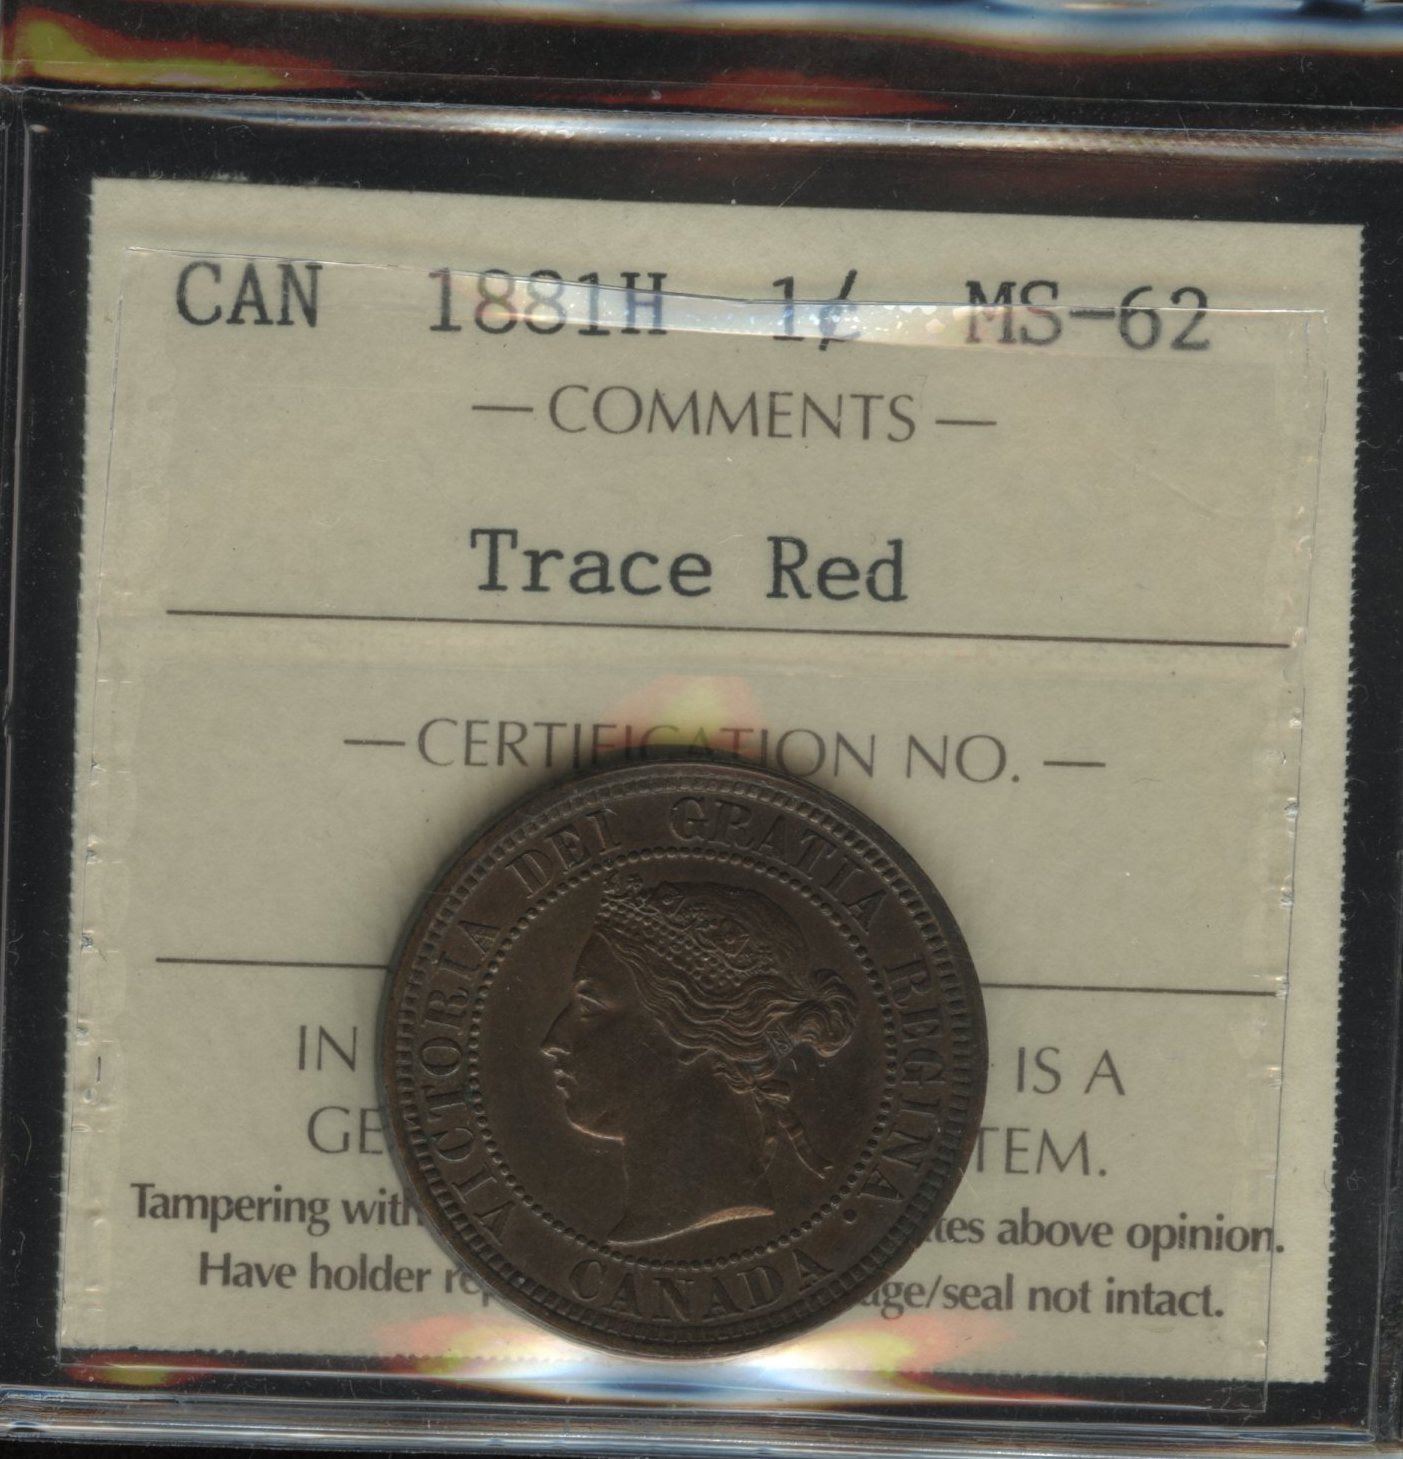 CAN 1881H 1¢ MS-62
— COMMENTS —
Trace Red
— CERTIFICATION NO. —
IN IS A
GE TEM.
Tampering with tes above opinion.
Have holder re age/seal not intact.
VICTORIA DEI GRATIA REGINA.
CANADA